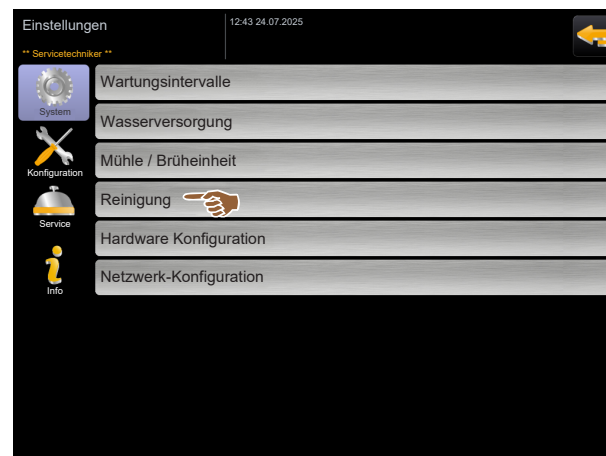 Einstellungen
12:43 24.07.2025
** Servicetechniker **
System
Wartungsintervalle
Wasserversorgung
Konfiguration
Mühle / Brüheinheit
Reinigung
Service
Hardware Konfiguration
Netzwerk-Konfiguration
Info